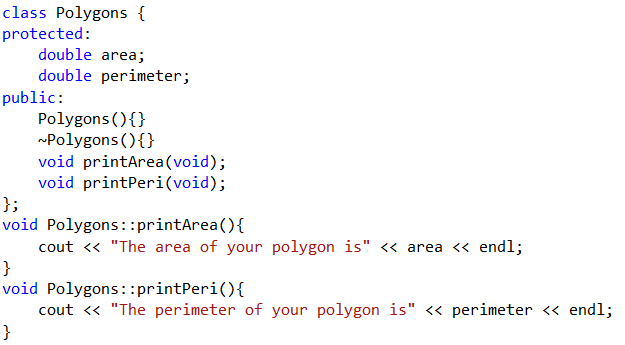 class Polygons {
protected:
    double area;
    double perimeter;
public:
    Polygons(){}
    ~Polygons(){}
    void printArea(void);
    void printPeri(void);
};
void Polygons::printArea(){
    cout << "The area of your polygon is" << area << endl;
}
void Polygons::printPeri(){
    cout << "The perimeter of your polygon is" << perimeter << endl;
}